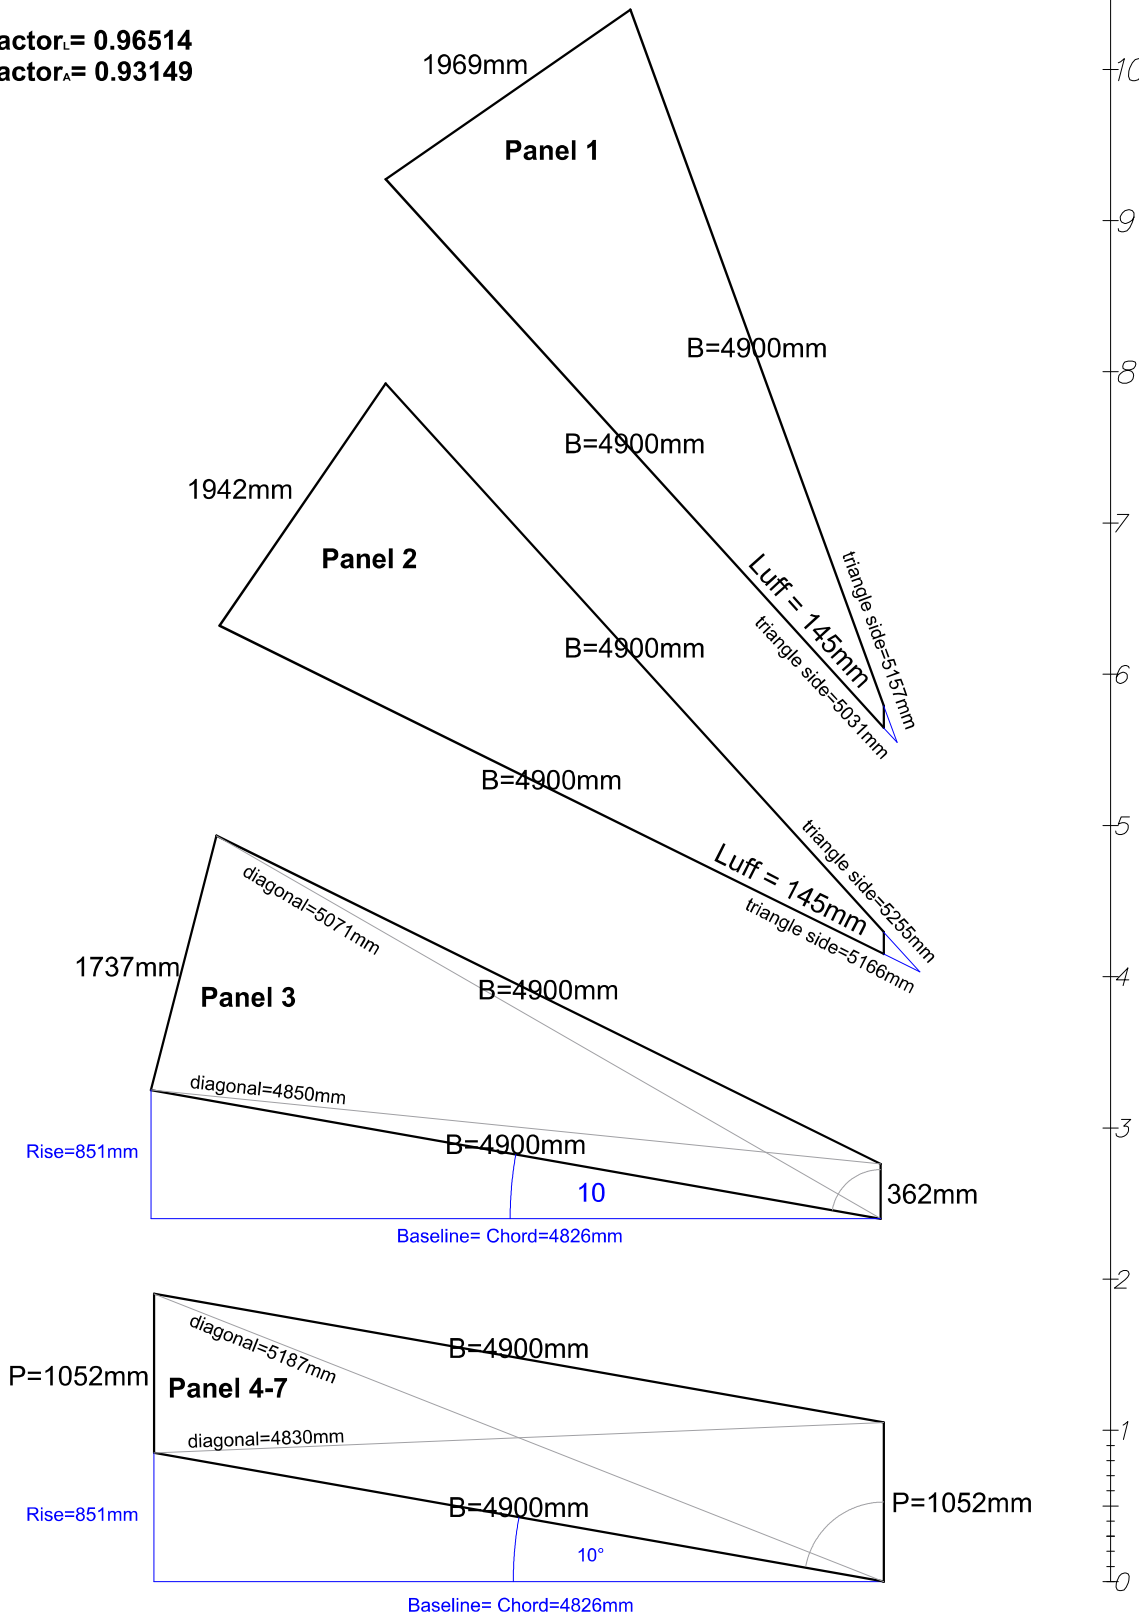 actorL= 0.96514
actorA= 0.93149
1969mm
Panel 1
B=4900mm
B=4900mm
Luff = 145mm
triangle side=5157mm
triangle side=5031mm
1942mm
Panel 2
B=4900mm
B=4900mm
Luff = 145mm
triangle side=5255mm
triangle side=5166mm
diagonal=5071mm
1737mm
Panel 3
B=4900mm
diagonal=4850mm
B=4900mm
Rise=851mm
10
362mm
Baseline= Chord=4826mm
diagonal=5187mm
B=4900mm
P=1052mm
Panel 4-7
diagonal=4830mm
B=4900mm
P=1052mm
Rise=851mm
10°
Baseline= Chord=4826mm
10
9
8
7
6
5
4
3
2
1
0